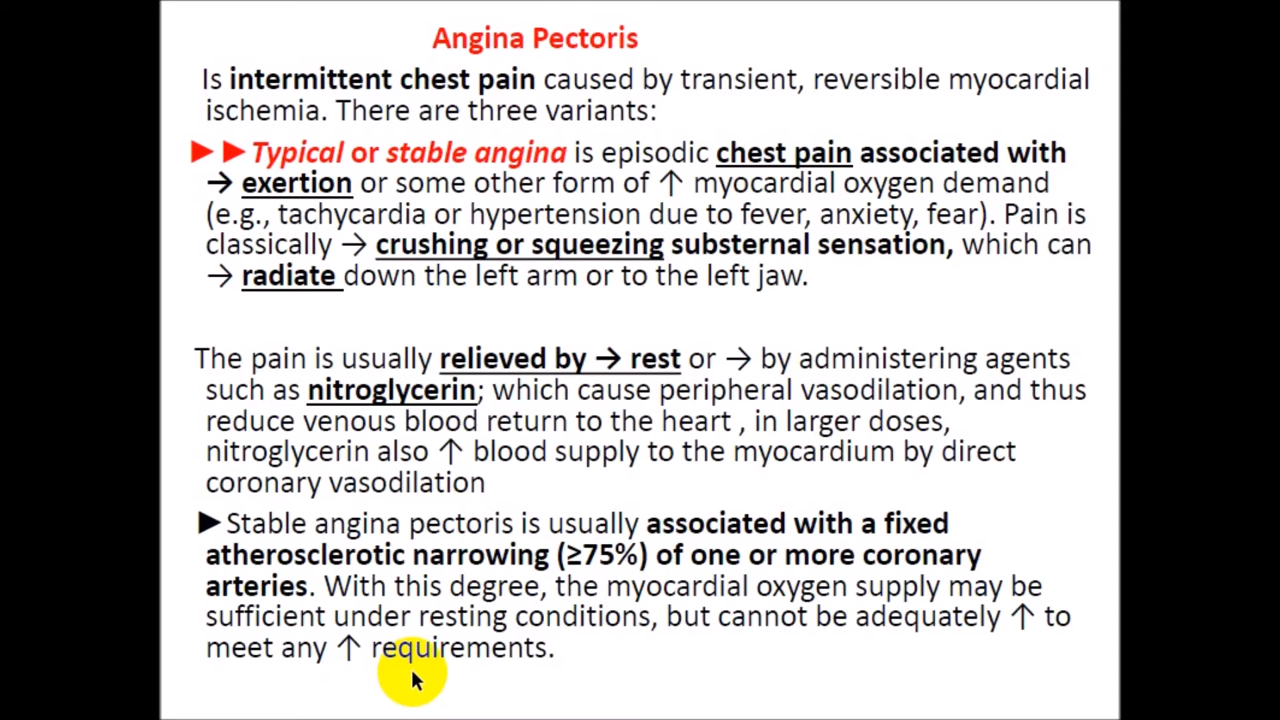 Angina Pectoris
Is intermittent chest pain caused by transient, reversible myocardial
ischemia. There are three variants:
►►Typical or stable angina is episodic chest pain associated with
→ exertion or some other form of ↑ myocardial oxygen demand
(e.g., tachycardia or hypertension due to fever, anxiety, fear). Pain is
classically → crushing or squeezing substernal sensation, which can
→ radiate down the left arm or to the left jaw.
The pain is usually relieved by → rest or → by administering agents
such as nitroglycerin; which cause peripheral vasodilation, and thus
reduce venous blood return to the heart , in larger doses,
nitroglycerin also ↑ blood supply to the myocardium by direct
coronary vasodilation
►Stable angina pectoris is usually associated with a fixed
atherosclerotic narrowing (≥75%) of one or more coronary
arteries. With this degree, the myocardial oxygen supply may be
sufficient under resting conditions, but cannot be adequately ↑ to
meet any ↑ requirements.